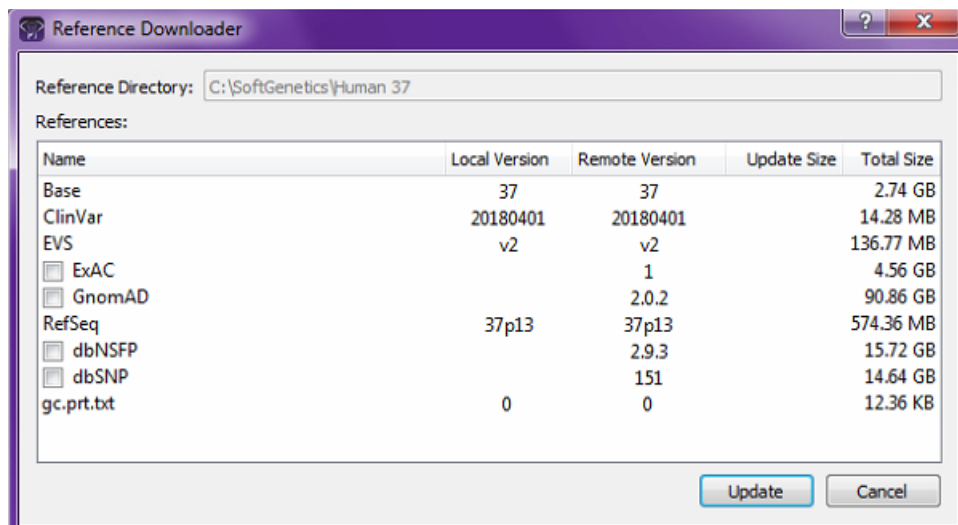 Reference Downloader
? X
Reference Directory: C:\SoftGenetics\Human 37
References:
Name Local Version Remote Version Update Size Total Size
Base 37 37 2.74 GB
ClinVar 20180401 20180401 14.28 MB
EVS v2 v2 136.77 MB
ExAC 1 4.56 GB
GnomAD 2.0.2 90.86 GB
RefSeq 37p13 37p13 574.36 MB
dbNSFP 2.9.3 15.72 GB
dbSNP 151 14.64 GB
gc.prt.txt 0 0 12.36 KB
Update Cancel